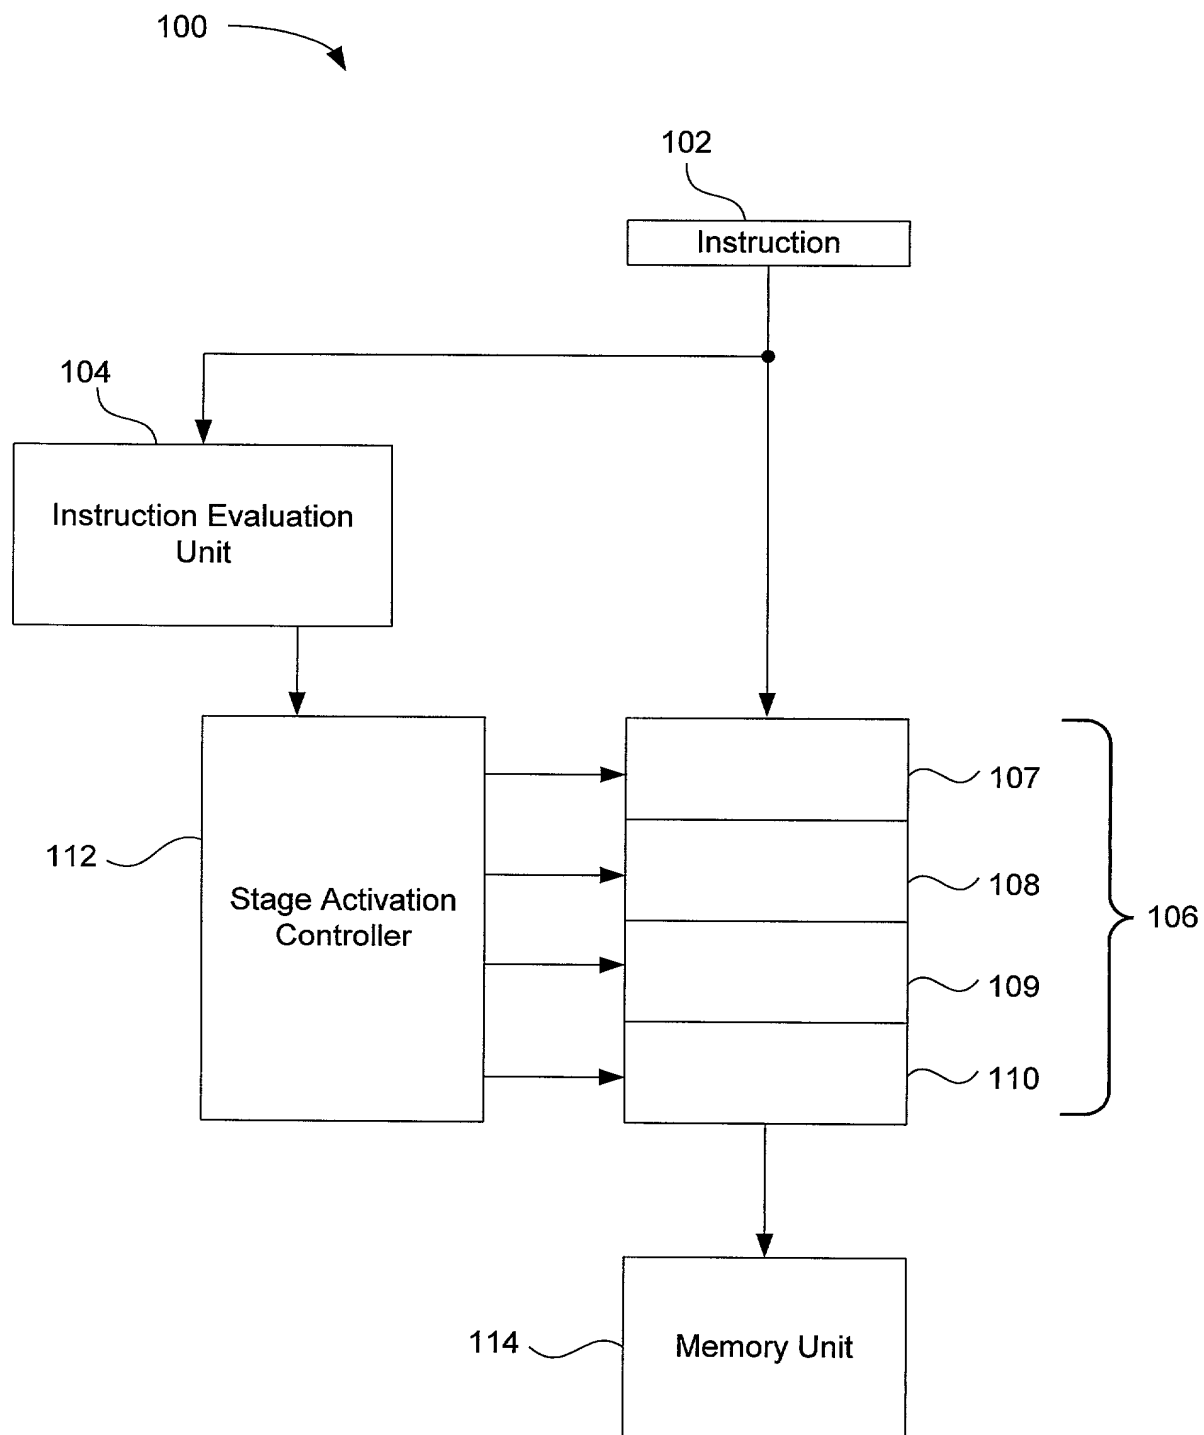 100
102
Instruction
104
Instruction Evaluation
Unit
107
112
108
Stage Activation
Controller
106
109
110
114
Memory Unit